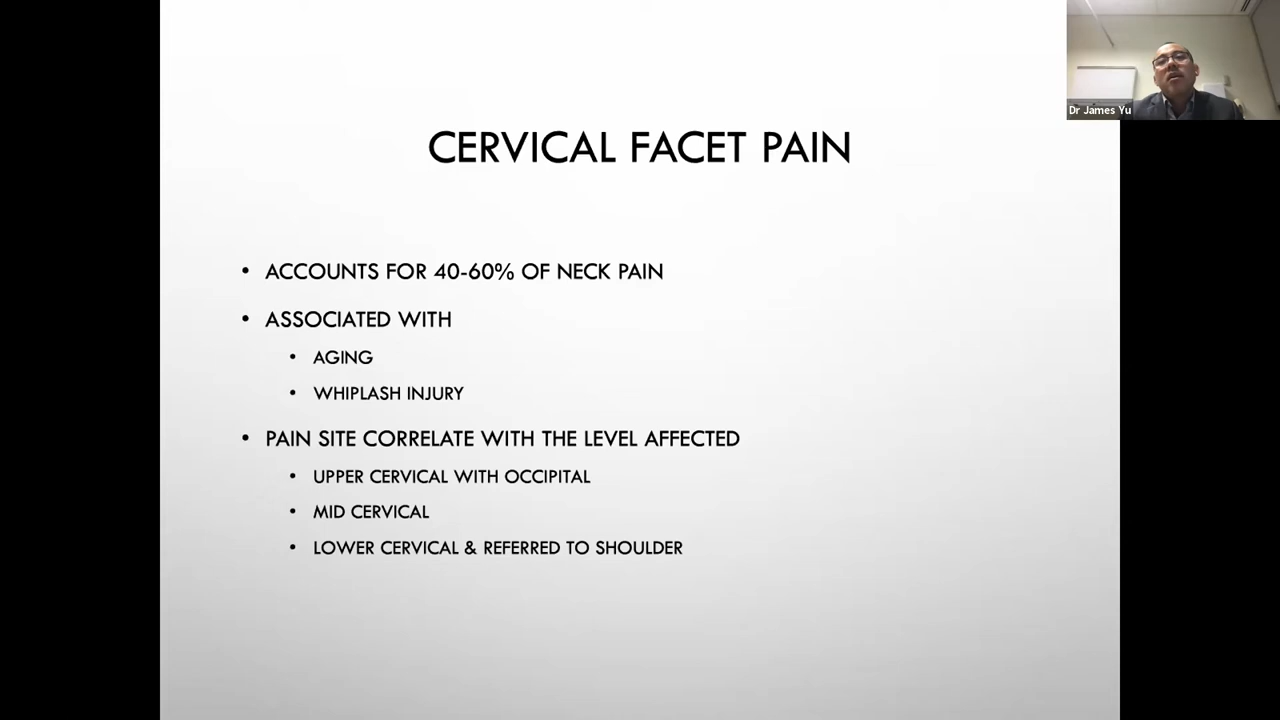 Dr James Yu
CERVICAL FACET PAIN
• ACCOUNTS FOR 40-60% OF NECK PAIN
• ASSOCIATED WITH
• AGING
• WHIPLASH INJURY
• PAIN SITE CORRELATE WITH THE LEVEL AFFECTED
• UPPER CERVICAL WITH OCCIPITAL
• MID CERVICAL
• LOWER CERVICAL & REFERRED TO SHOULDER